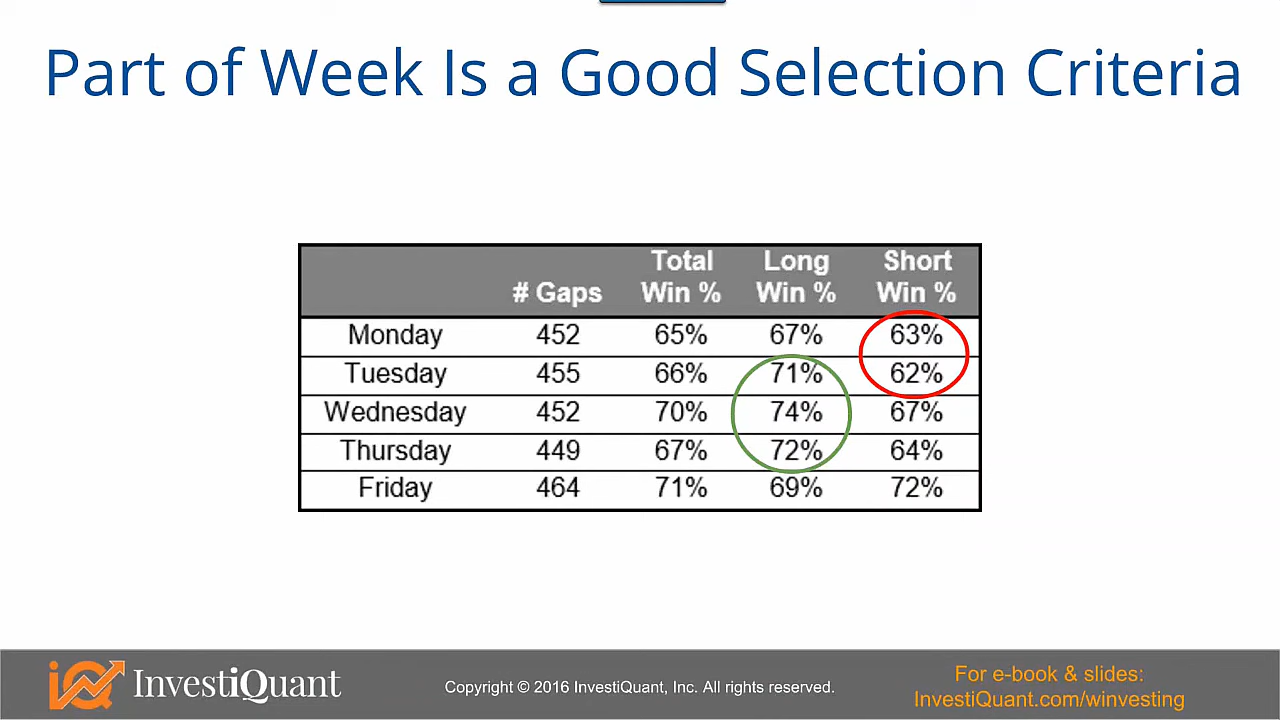 Part of Week Is a Good Selection Criteria
# Gaps Total Win % Long Win % Short Win %
Monday 452 65% 67% 63%
Tuesday 455 66% 71% 62%
Wednesday 452 70% 74% 67%
Thursday 449 67% 72% 64%
Friday 464 71% 69% 72%
iQ InvestiQuant
Copyright © 2016 InvestiQuant, Inc. All rights reserved.
For e-book & slides:
InvestiQuant.com/winvesting